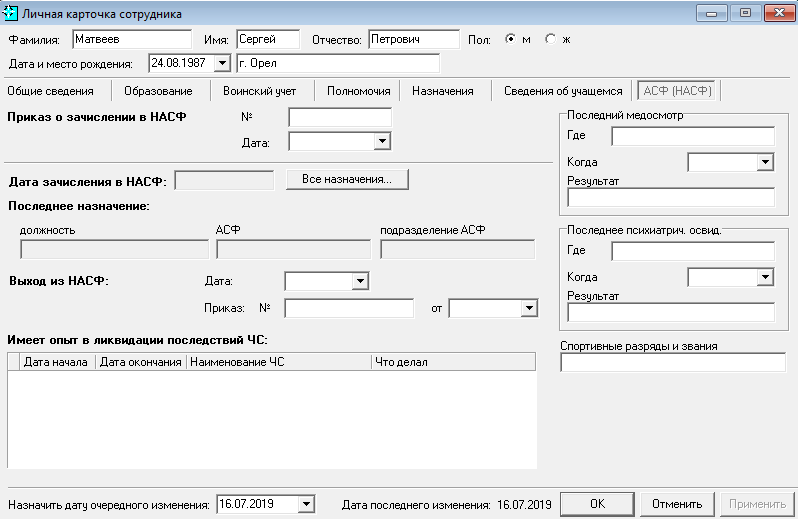 Личная карточка сотрудника
Фамилия: Матвеев Имя: Сергей Отчество: Петрович Пол: м ж
Дата и место рождения: 24.08.1987 г. Орел
Общие сведения Образование Воинский учет Полномочия Назначения Сведения об учащемся АСФ (НАСФ)
Приказ о зачислении в НАСФ №
Дата:
Последний медосмотр
Где
Когда
Результат
Дата зачисления в НАСФ: Все назначения...
Последнее назначение:
должность АСФ подразделение АСФ
Последнее психиатрич. освид.
Где
Когда
Результат
Выход из НАСФ: Дата:
Приказ: № от
Имеет опыт в ликвидации последствий ЧС:
Дата начала Дата окончания Наименование ЧС Что делал
Спортивные разряды и звания
Назначить дату очередного изменения: 16.07.2019 Дата последнего изменения: 16.07.2019 OK Отменить Применить